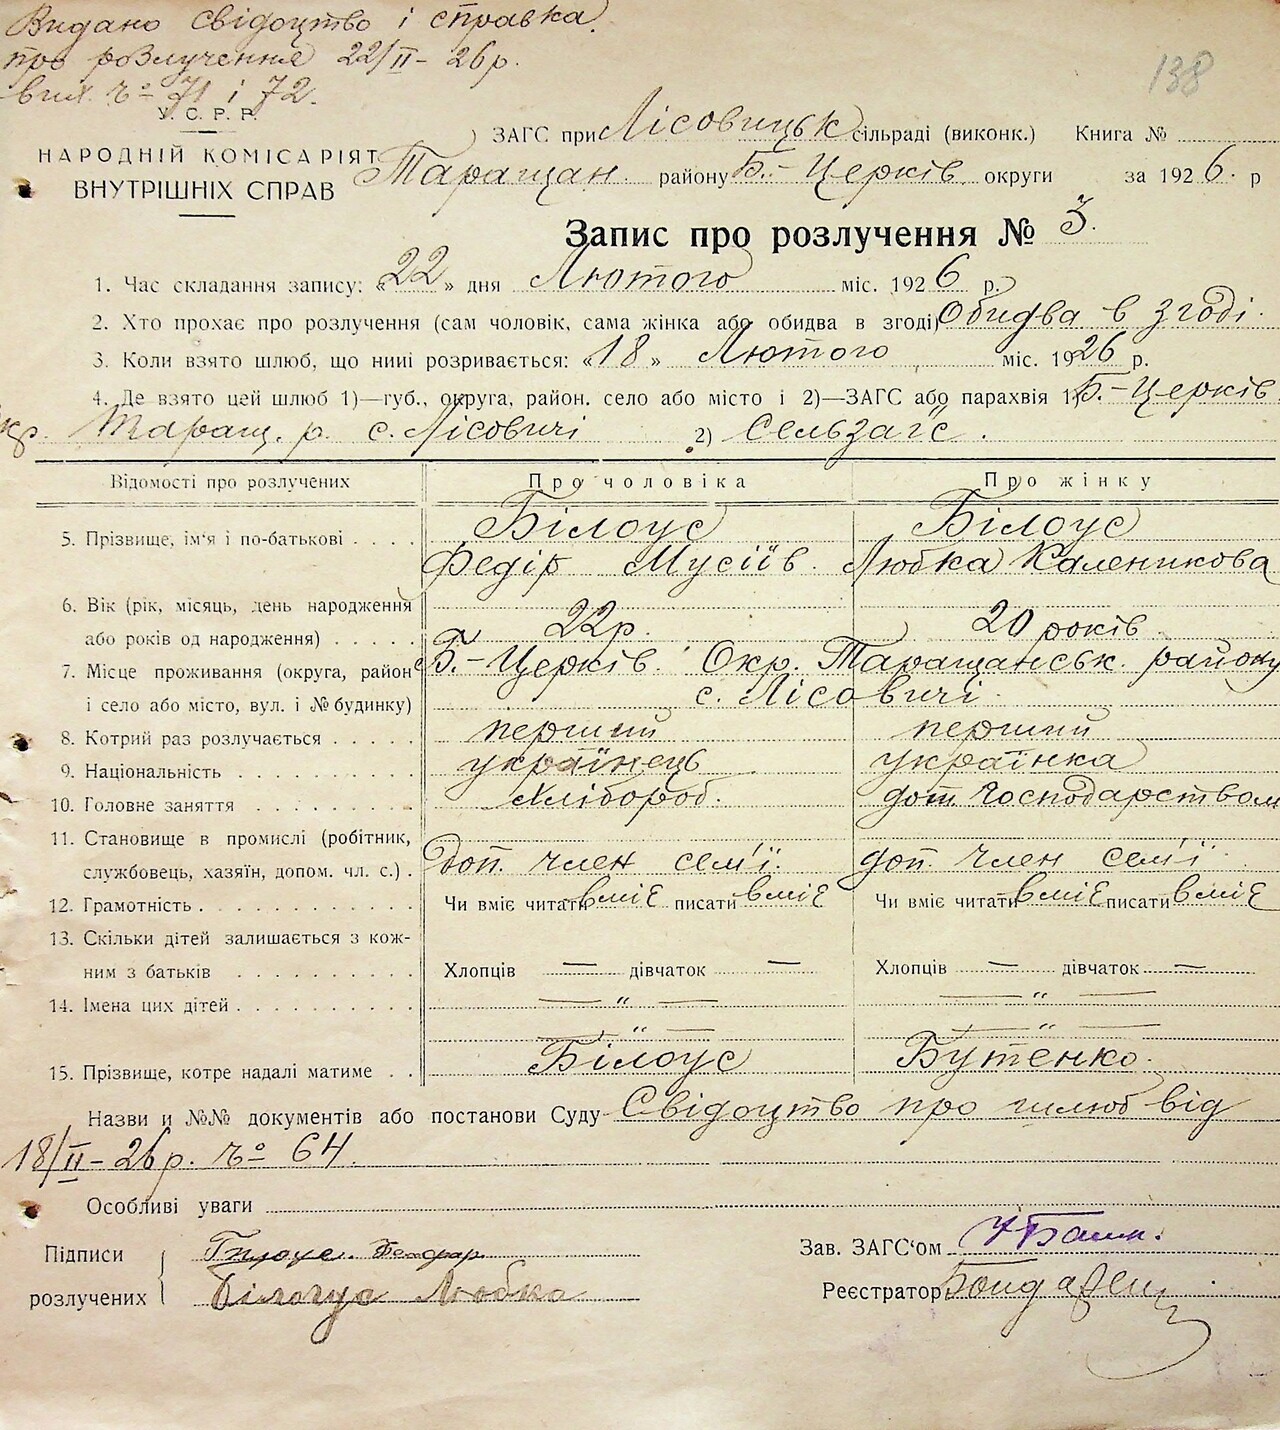 Видано свідоцтво і справка
про розлучення 22/II - 26 р.
вих. № 71 і 72.
138
У. С. Р. Р.
НАРОДНІЙ КОМІСАРІЯТ
ВНУТРІШНІХ СПРАВ
ЗАГС при Лісовицьк сільраді (виконк.) Книга №
Таращан. району Б.-Церків. округи за 1926. р
Запис про розлучення № 3.
1. Час складання запису: «22» дня Лютого міс. 1926 р.
2. Хто прохає про розлучення (сам чоловік, сама жінка або обидва в згоді) Обидва в згоді.
3. Коли взято шлюб, що нині розривається: «18» Лютого міс. 1926 р.
4. Де взято цей шлюб 1)—губ., округа, район. село або місто і 2)—ЗАГС або парахвія 1) Б.-Церків.
окр. Таращ. р. с. Лісовичі 2) Сельзагс.
Відомості про розлучених Про чоловіка Про жінку
5. Прізвище, ім'я і по-батькові . . . . Білоус Білоус
Федір Мусіїв. Любка Каленикова
6. Вік (рік, місяць, день народження
або років од народження) . . . . . 22 р. 20 років
7. Місце проживання (округа, район Б.-Церків. Окр. Таращанськ. району
і село або місто, вул. і № будинку) с. Лісовичі.
8. Котрий раз розлучається . . . . . перший перший
9. Національність . . . . . . . . . . українець українка
10. Головне заняття . . . . . . . . . Хлібороб. дом. Господарством
11. Становище в промислі (робітник,
службовець, хазяїн, допом. чл. с.) . Доп. член сем'ї. доп. член сем'ї.
12. Грамотність . . . . . . . . . . . Чи вміє читати вміє писати вміє Чи вміє читати вміє писати вміє
13. Скільки дітей залишається з кож-
ним з батьків . . . . . . . . . . Хлопців — дівчаток — Хлопців — дівчаток —
14. Імена цих дітей . . . . . . . . . . — " — — " —
" — — " —
15. Прізвище, котре надалі матиме . . Білоус Бутенко.
Назви и №№ документів або постанови Суду Свідоцтво про шлюб від
18/II - 26 р. № 64.
Особливі уваги
Підписи Білоус
розлучених Білоус Любка
Зав. ЗАГС'ом
Реєстратор